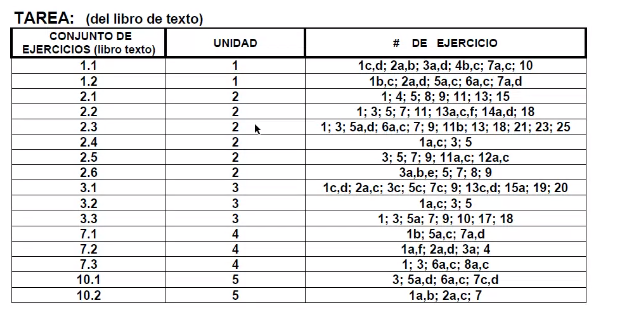 TAREA: (del libro de texto)
CONJUNTO DE EJERCICIOS (libro texto) UNIDAD # DE EJERCICIO
1.1 1 1c,d; 2a,b; 3a,d; 4b,c; 7a,c; 10
1.2 1 1b,c; 2a,d; 5a,c; 6a,c; 7a,d
2.1 2 1; 4; 5; 8; 9; 11; 13; 15
2.2 2 1; 3; 5; 7; 11; 13a,c,f; 14a,d; 18
2.3 2 1; 3; 5a,d; 6a,c; 7; 9; 11b; 13; 18; 21; 23; 25
2.4 2 1a,c; 3; 5
2.5 2 3; 5; 7; 9; 11a,c; 12a,c
2.6 2 3a,b,e; 5; 7; 8; 9
3.1 3 1c,d; 2a,c; 3c; 5c; 7c; 9; 13c,d; 15a; 19; 20
3.2 3 1a,c; 3; 5
3.3 3 1; 3; 5a; 7; 9; 10; 17; 18
7.1 4 1b; 5a,c; 7a,d
7.2 4 1a,f; 2a,d; 3a; 4
7.3 4 1; 3; 6a,c; 8a,c
10.1 5 3; 5a,d; 6a,c; 7c,d
10.2 5 1a,b; 2a,c; 7